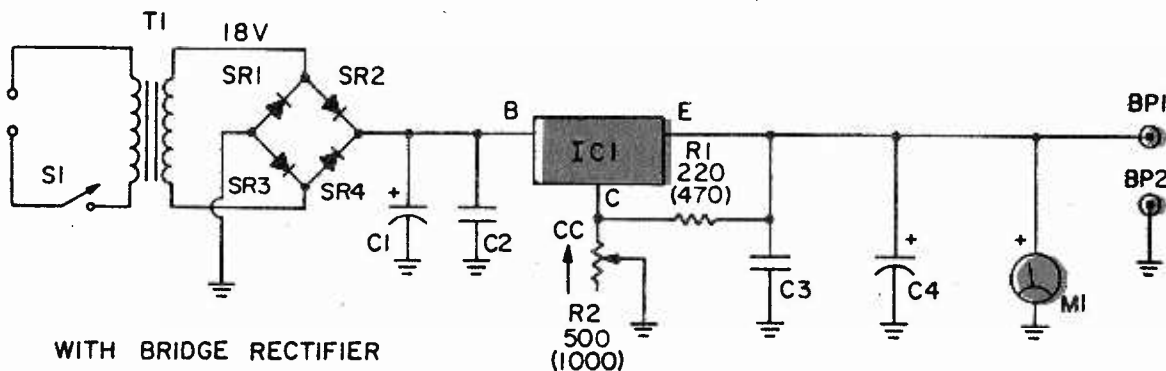 T1
18V
SR1
SR2
S1
SR3
SR4
+
C1
C2
B
IC1
E
C
CC
R1
220
(470)
R2
500
(1000)
C3
+
C4
+
M1
BP1
BP2
WITH BRIDGE RECTIFIER